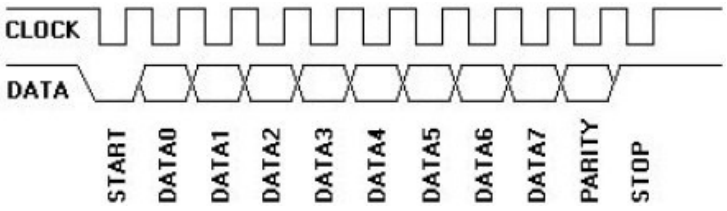 CLOCK
DATA
START
DATA0
DATA1
DATA2
DATA3
DATA4
DATA5
DATA6
DATA7
PARITY
STOP